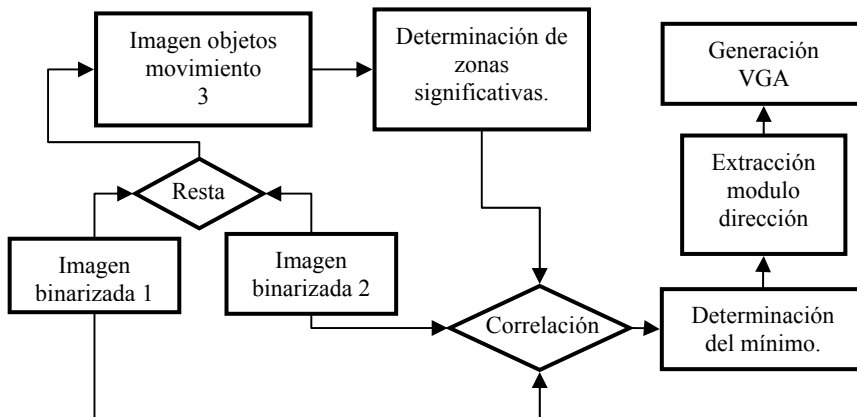 Imagen objetos
movimiento
3
Determinación de
zonas
significativas.
Generación
VGA
Extracción
modulo
dirección
Resta
Imagen
binarizada 1
Imagen
binarizada 2
Correlación
Determinación
del mínimo.